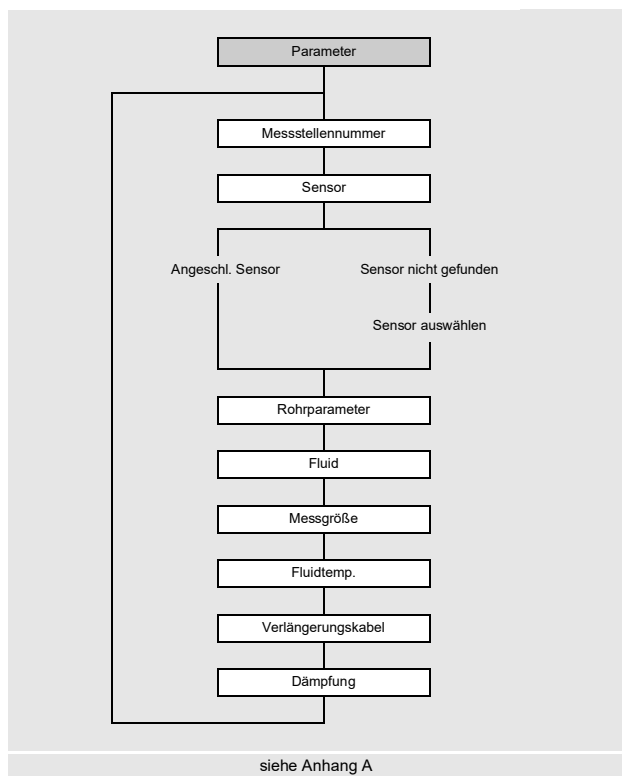 Parameter
Messstellennummer
Sensor
Angeschl. Sensor
Sensor nicht gefunden
Sensor auswählen
Rohrparameter
Fluid
Messgröße
Fluidtemp.
Verlängerungskabel
Dämpfung
siehe Anhang A